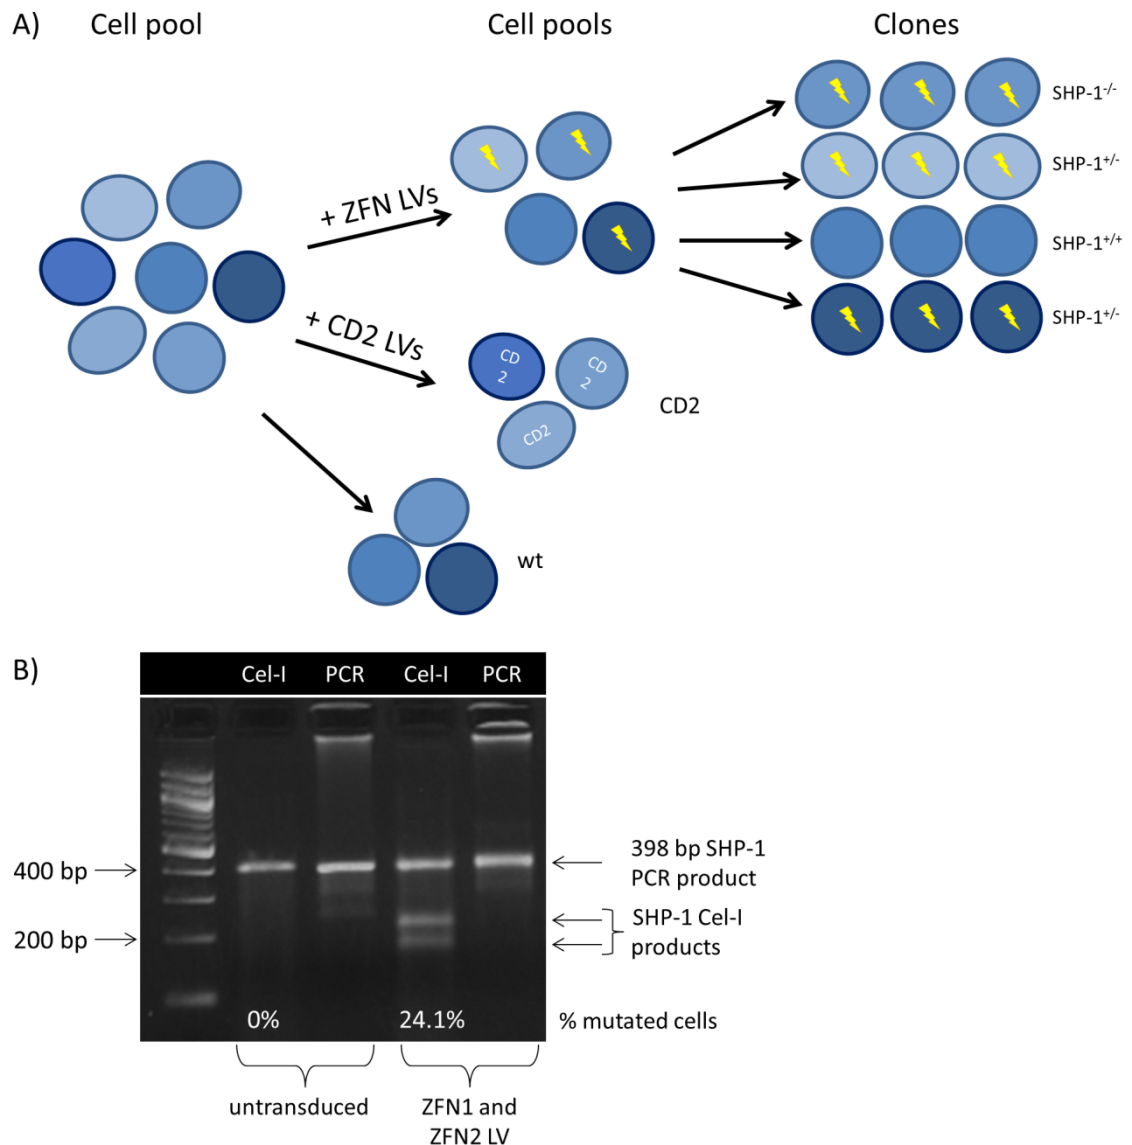 A)
Cell pool
Cell pools
Clones
+ ZFN LVs
+ CD2 LVs
SHP-1-/-
SHP-1+/-
SHP-1+/+
SHP-1+/-
CD
2
CD
2
CD2
CD2
wt
B)
Cel-I PCR Cel-I PCR
400 bp
200 bp
398 bp SHP-1
PCR product
SHP-1 Cel-I
products
0% 24.1%
% mutated cells
untransduced
ZFN1 and
ZFN2 LV